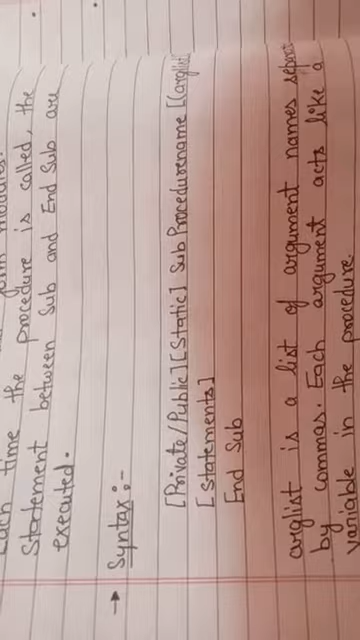 Each time the procedure is called, the
Statement between Sub and End Sub are
executed.
→ Syntax :-
[Private/Public][Static] Sub Procedurename [(arglist
[statements]
End Sub
arglist is a list of argument names
by commas. Each argument acts like a
variable in the procedure